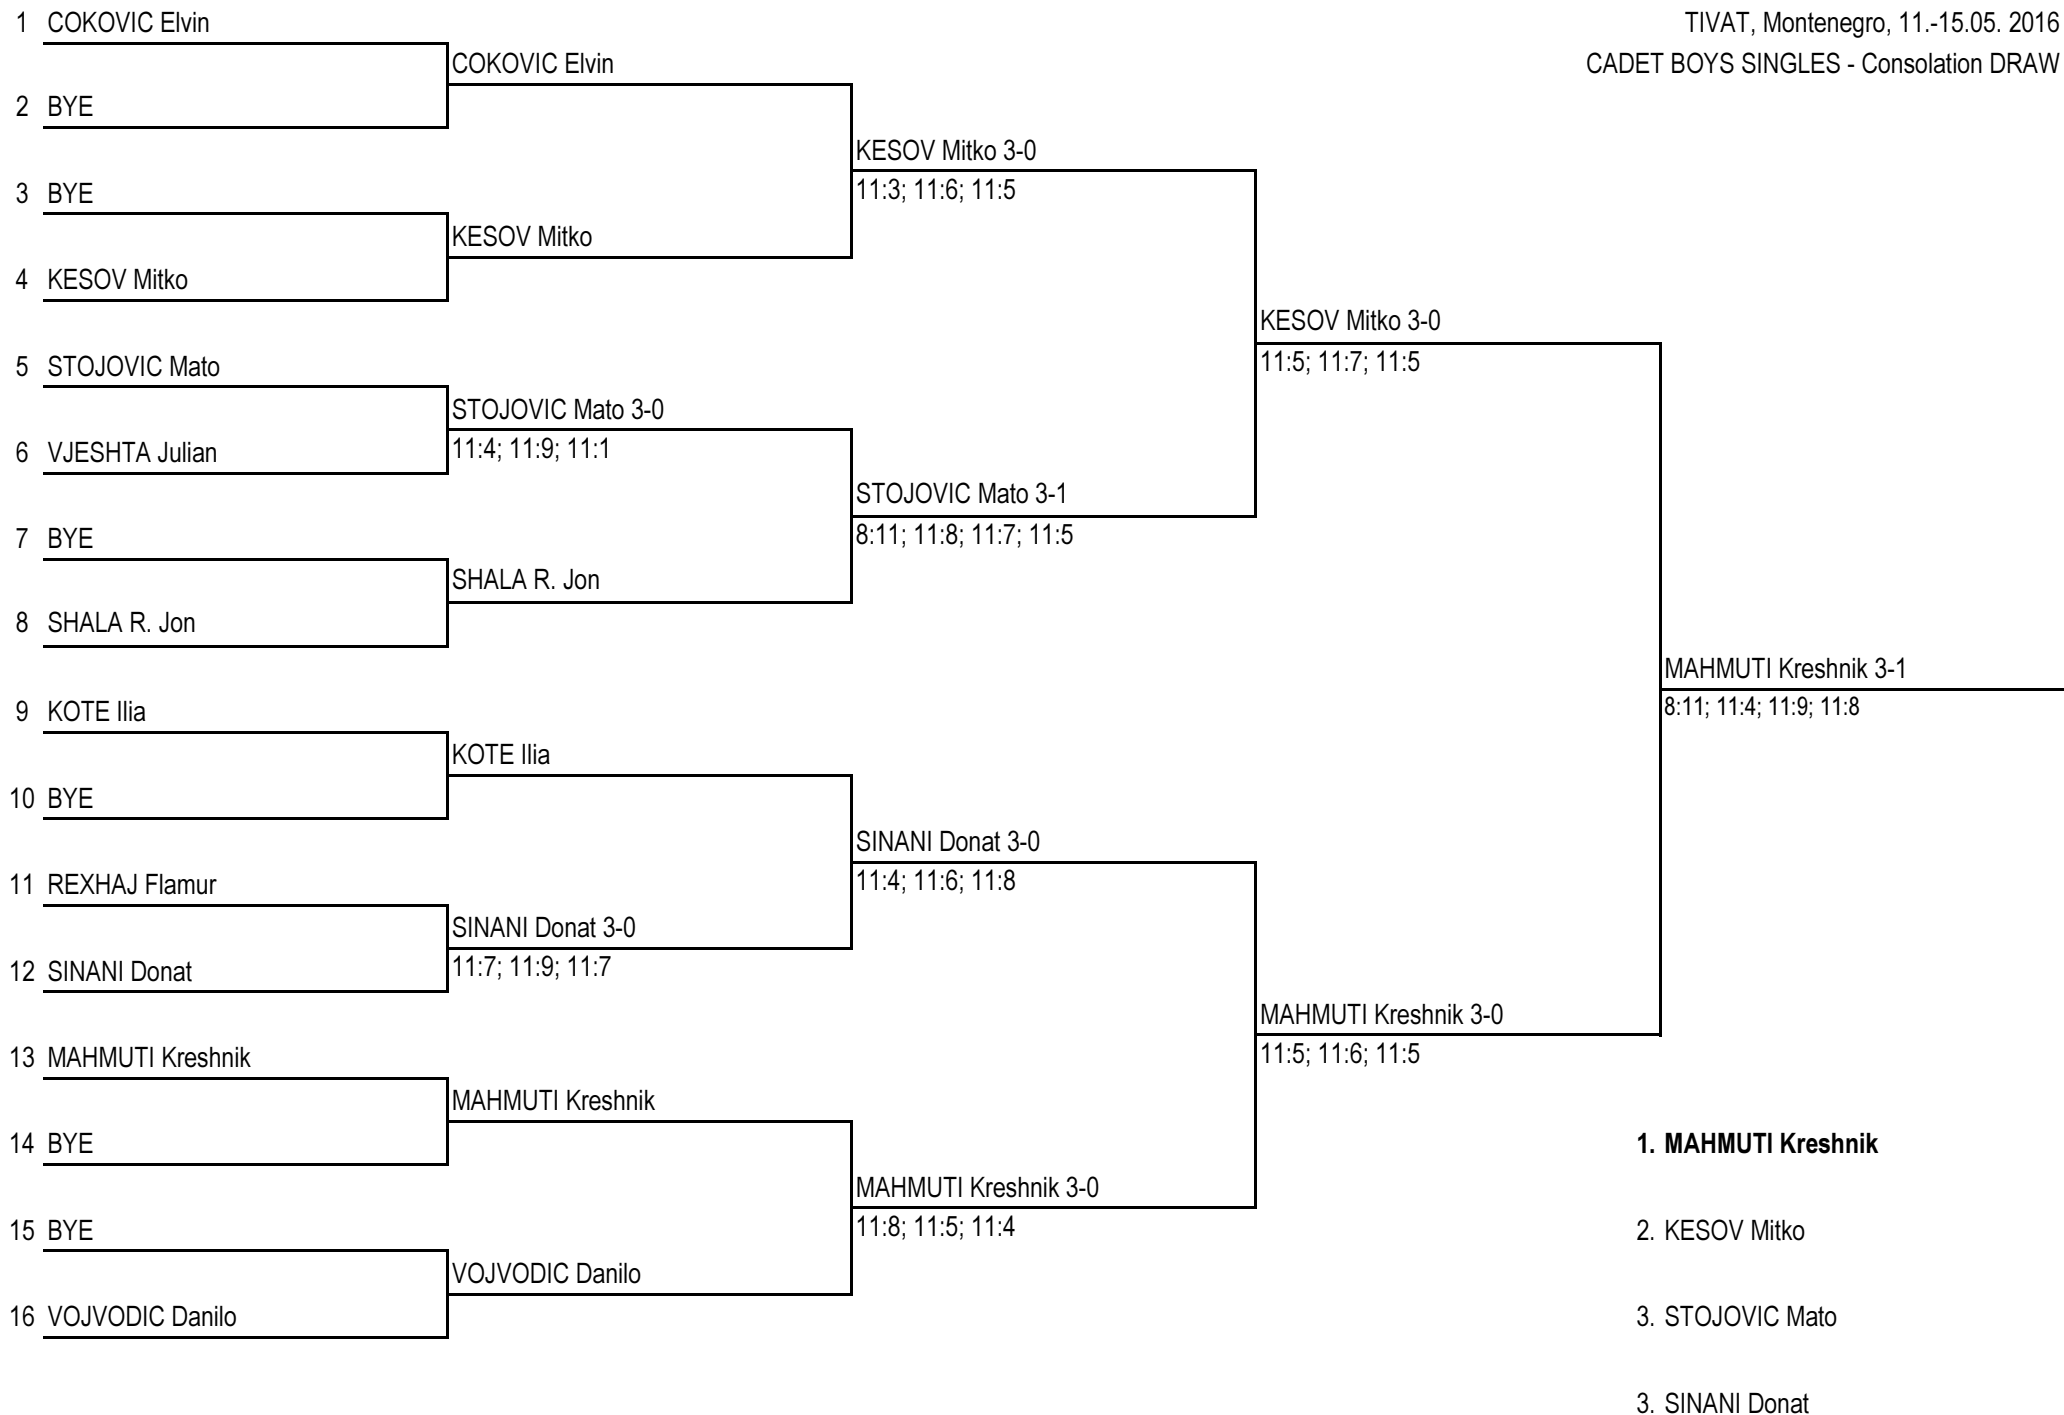 TIVAT, Montenegro, 11.-15.05. 2016
CADET BOYS SINGLES - Consolation DRAW
1 COKOVIC Elvin
COKOVIC Elvin
2 BYE
KESOV Mitko 3-0
11:3; 11:6; 11:5
3 BYE
KESOV Mitko
4 KESOV Mitko
KESOV Mitko 3-0
11:5; 11:7; 11:5
5 STOJOVIC Mato
STOJOVIC Mato 3-0
11:4; 11:9; 11:1
6 VJESHTA Julian
STOJOVIC Mato 3-1
8:11; 11:8; 11:7; 11:5
7 BYE
SHALA R. Jon
8 SHALA R. Jon
MAHMUTI Kreshnik 3-1
8:11; 11:4; 11:9; 11:8
9 KOTE Ilia
KOTE Ilia
10 BYE
SINANI Donat 3-0
11:4; 11:6; 11:8
11 REXHAJ Flamur
SINANI Donat 3-0
11:7; 11:9; 11:7
12 SINANI Donat
MAHMUTI Kreshnik 3-0
11:5; 11:6; 11:5
13 MAHMUTI Kreshnik
MAHMUTI Kreshnik
14 BYE
MAHMUTI Kreshnik 3-0
11:8; 11:5; 11:4
15 BYE
VOJVODIC Danilo
16 VOJVODIC Danilo
1. MAHMUTI Kreshnik
2. KESOV Mitko
3. STOJOVIC Mato
3. SINANI Donat